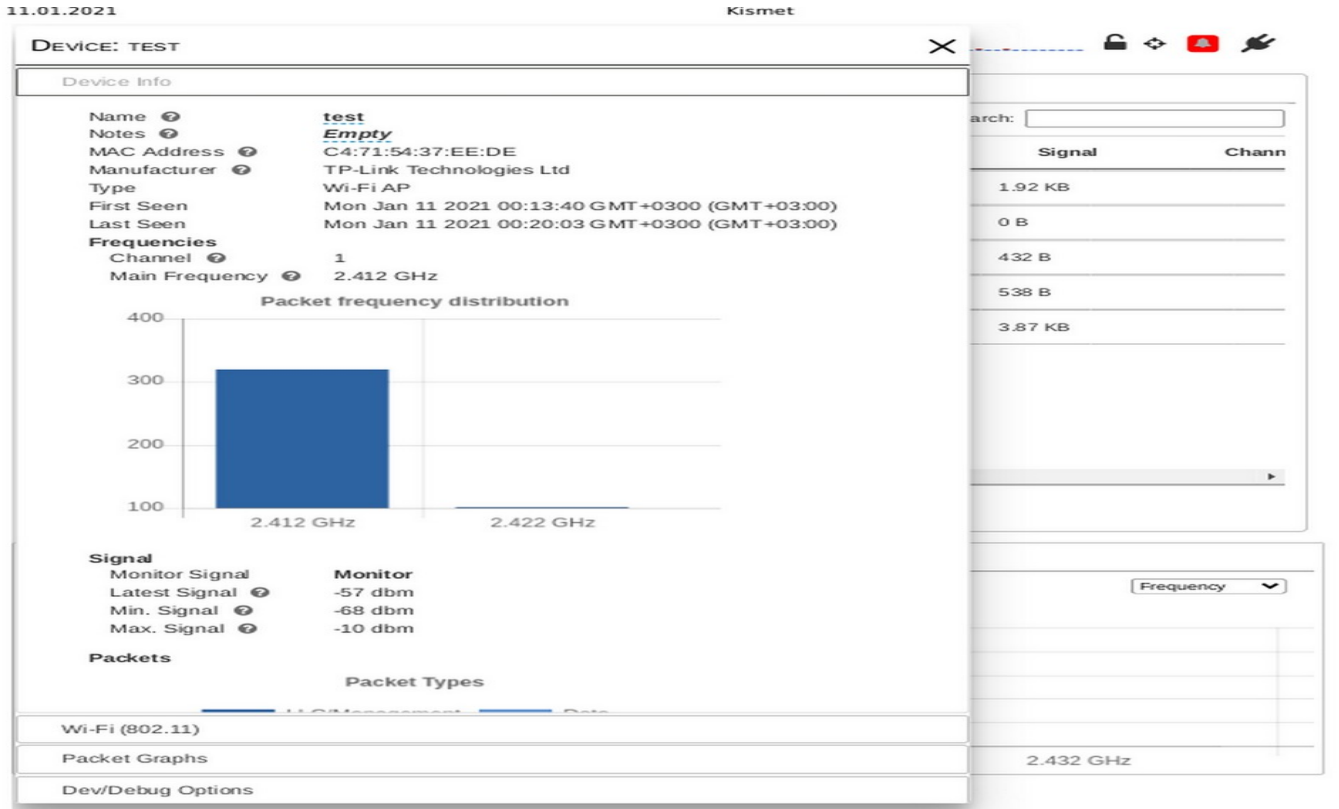 11.01.2021 Kismet
DEVICE: TEST
Device Info
Name test
Notes Empty
MAC Address C4:71:54:37:EE:DE
Manufacturer TP-Link Technologies Ltd
Type Wi-Fi AP
First Seen Mon Jan 11 2021 00:13:40 GMT+0300 (GMT+03:00)
Last Seen Mon Jan 11 2021 00:20:03 GMT+0300 (GMT+03:00)
Frequencies
Channel 1
Main Frequency 2.412 GHz
Packet frequency distribution
400
300
200
100
2.412 GHz 2.422 GHz
Signal
Monitor Signal Monitor
Latest Signal -57 dbm
Min. Signal -68 dbm
Max. Signal -10 dbm
Packets
Packet Types
Wi-Fi (802.11)
Packet Graphs
Dev/Debug Options
arch:
Signal Chann
1.92 KB
0 B
432 B
538 B
3.87 KB
Frequency
2.432 GHz